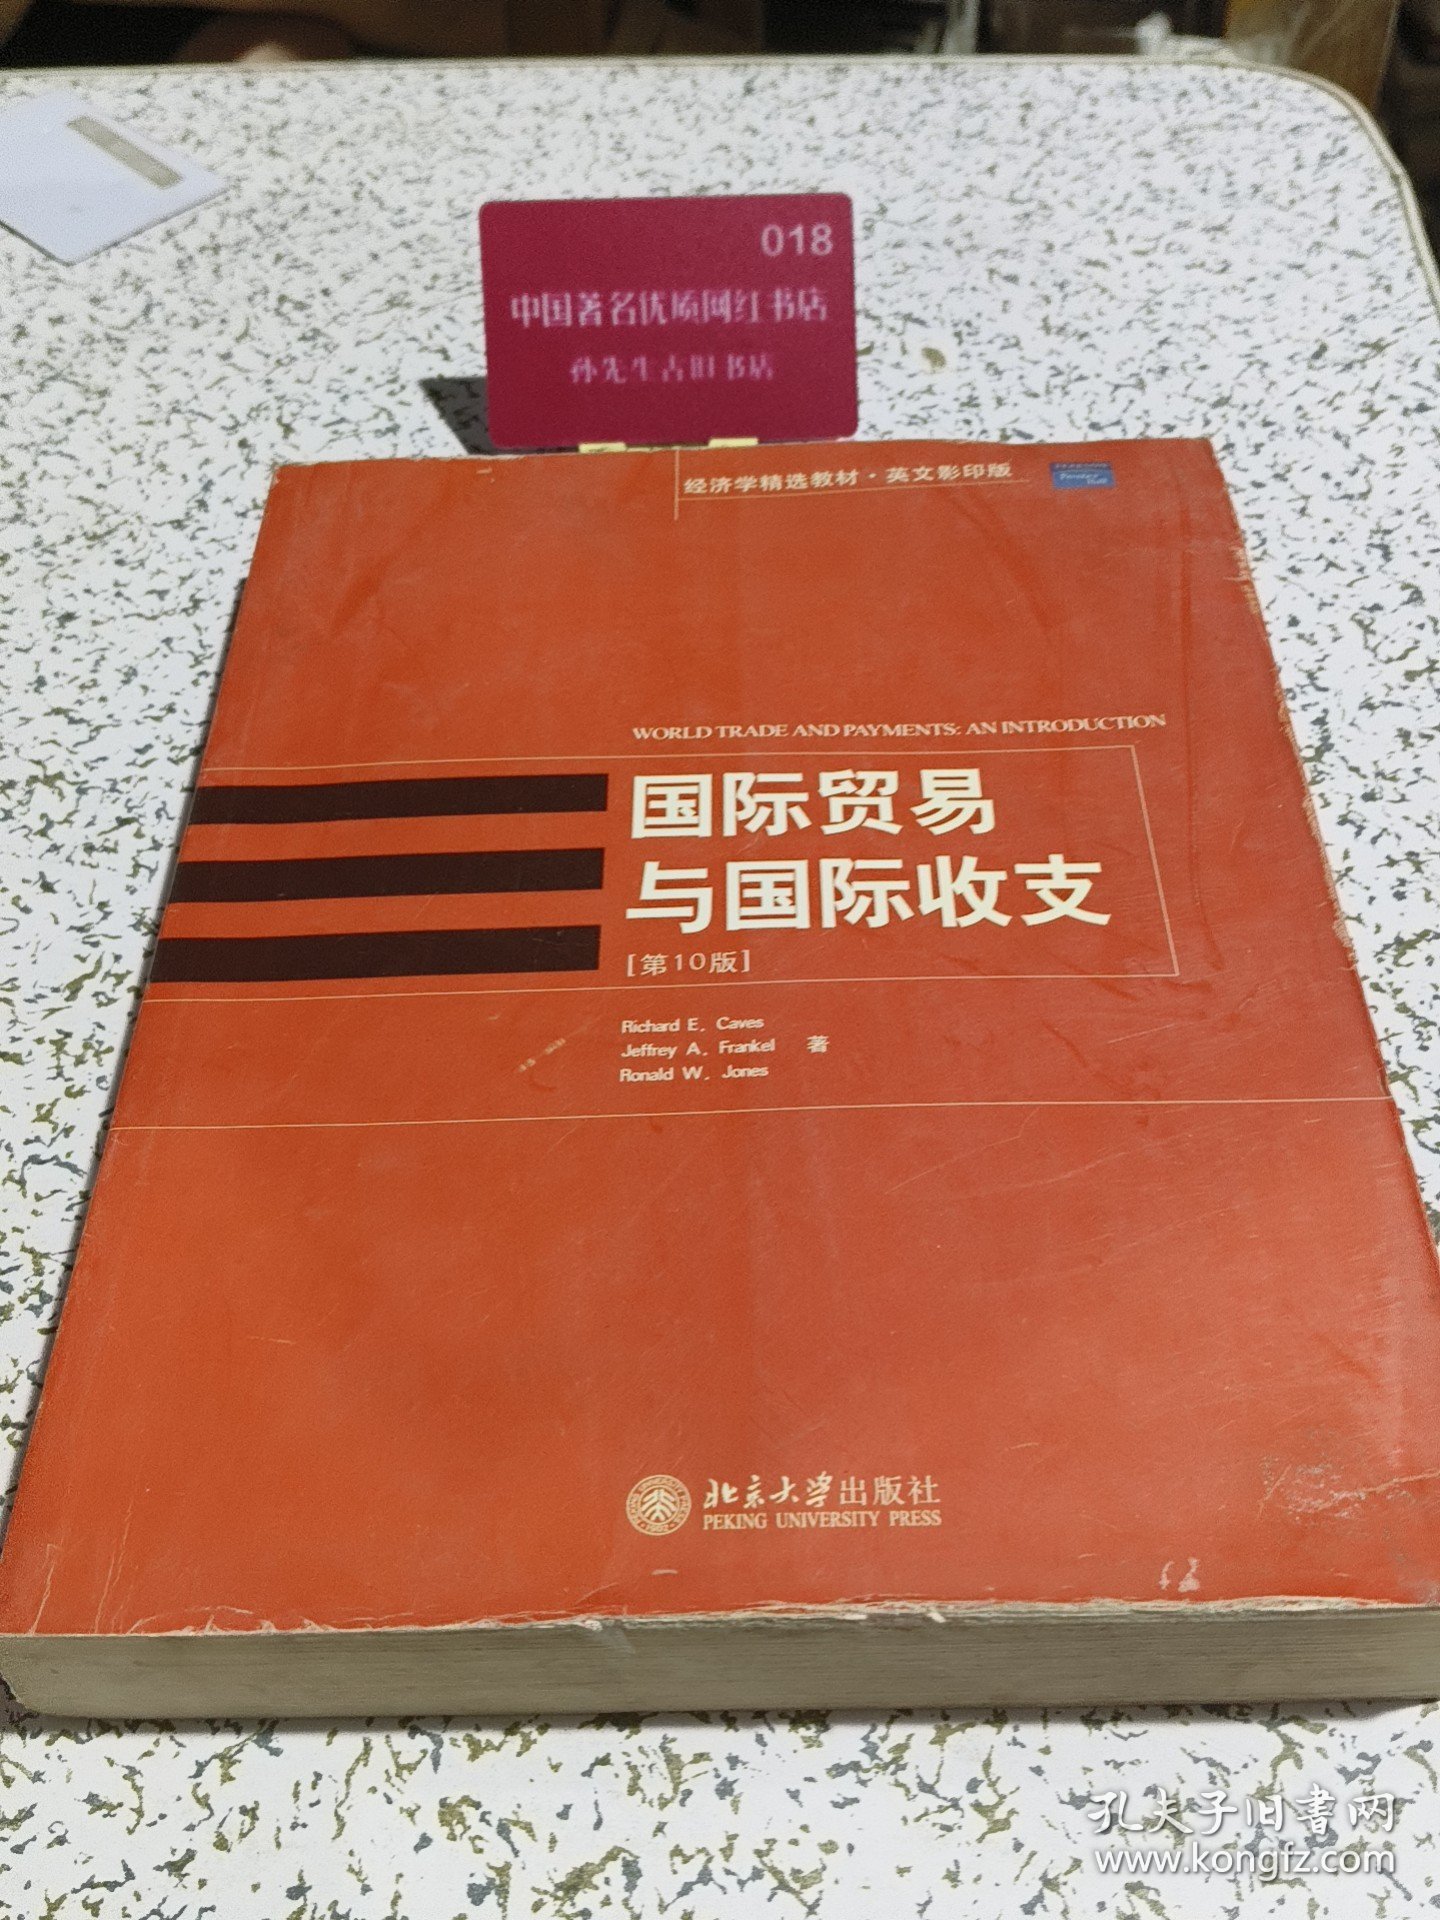 018
中国著名优质网红书店
孙先生古旧书店
经济学精选教材·英文影印版
PEARSON
Prentice
Hall
WORLD TRADE AND PAYMENTS: AN INTRODUCTION
国际贸易
与国际收支
[第10版]
Richard E. Caves
Jeffrey A. Frankel 著
Ronald W. Jones
北京大学出版社
PEKING UNIVERSITY PRESS
孔夫子旧书网
www.kongfz.com